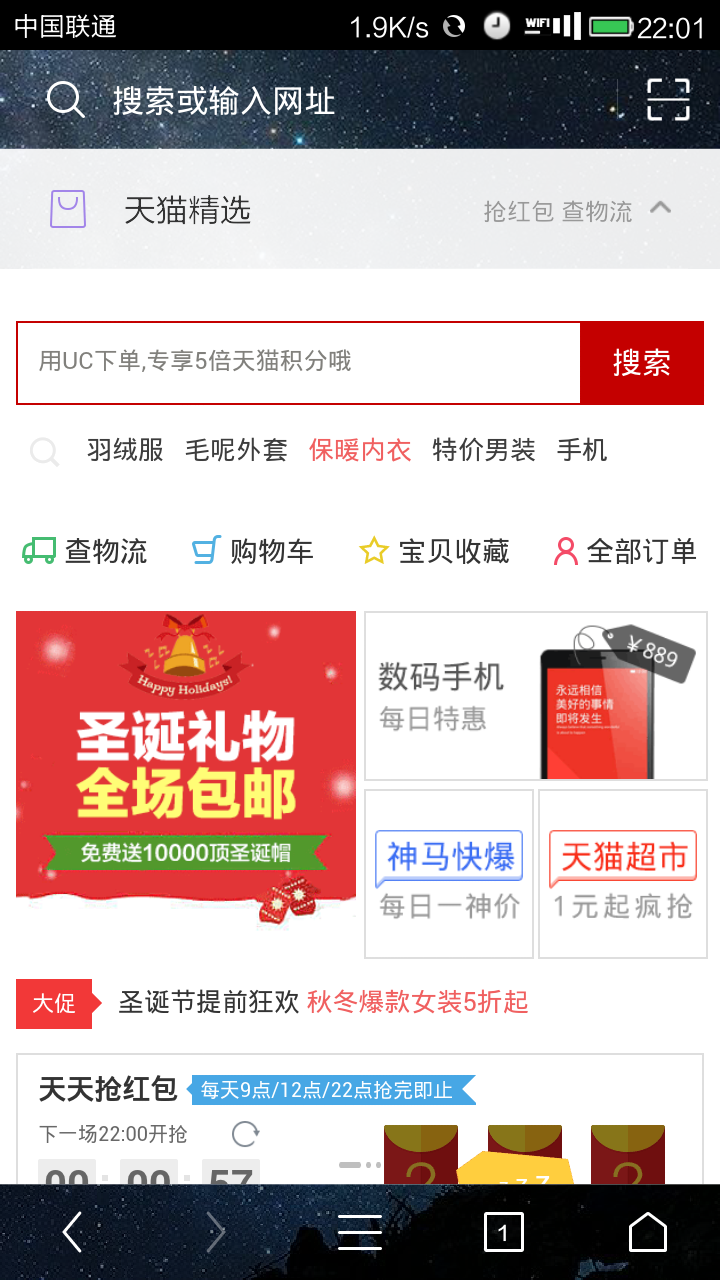 中国联通 1.9K/s WIFI 22:01
搜索或输入网址
天猫精选 抢红包 查物流
用UC下单,专享5倍天猫积分哦 搜索
羽绒服 毛呢外套 保暖内衣 特价男装 手机
查物流 购物车 宝贝收藏 全部订单
Happy Holidays!
圣诞礼物
全场包邮
免费送10000顶圣诞帽
数码手机
每日特惠
¥889
永远相信
美好的事情
即将发生
神马快爆
每日一神价
天猫超市
1元起疯抢
大促 圣诞节提前狂欢 秋冬爆款女装5折起
天天抢红包 每天9点/12点/22点抢完即止
下一场22:00开抢
00 : 00 : 57
? ?
1